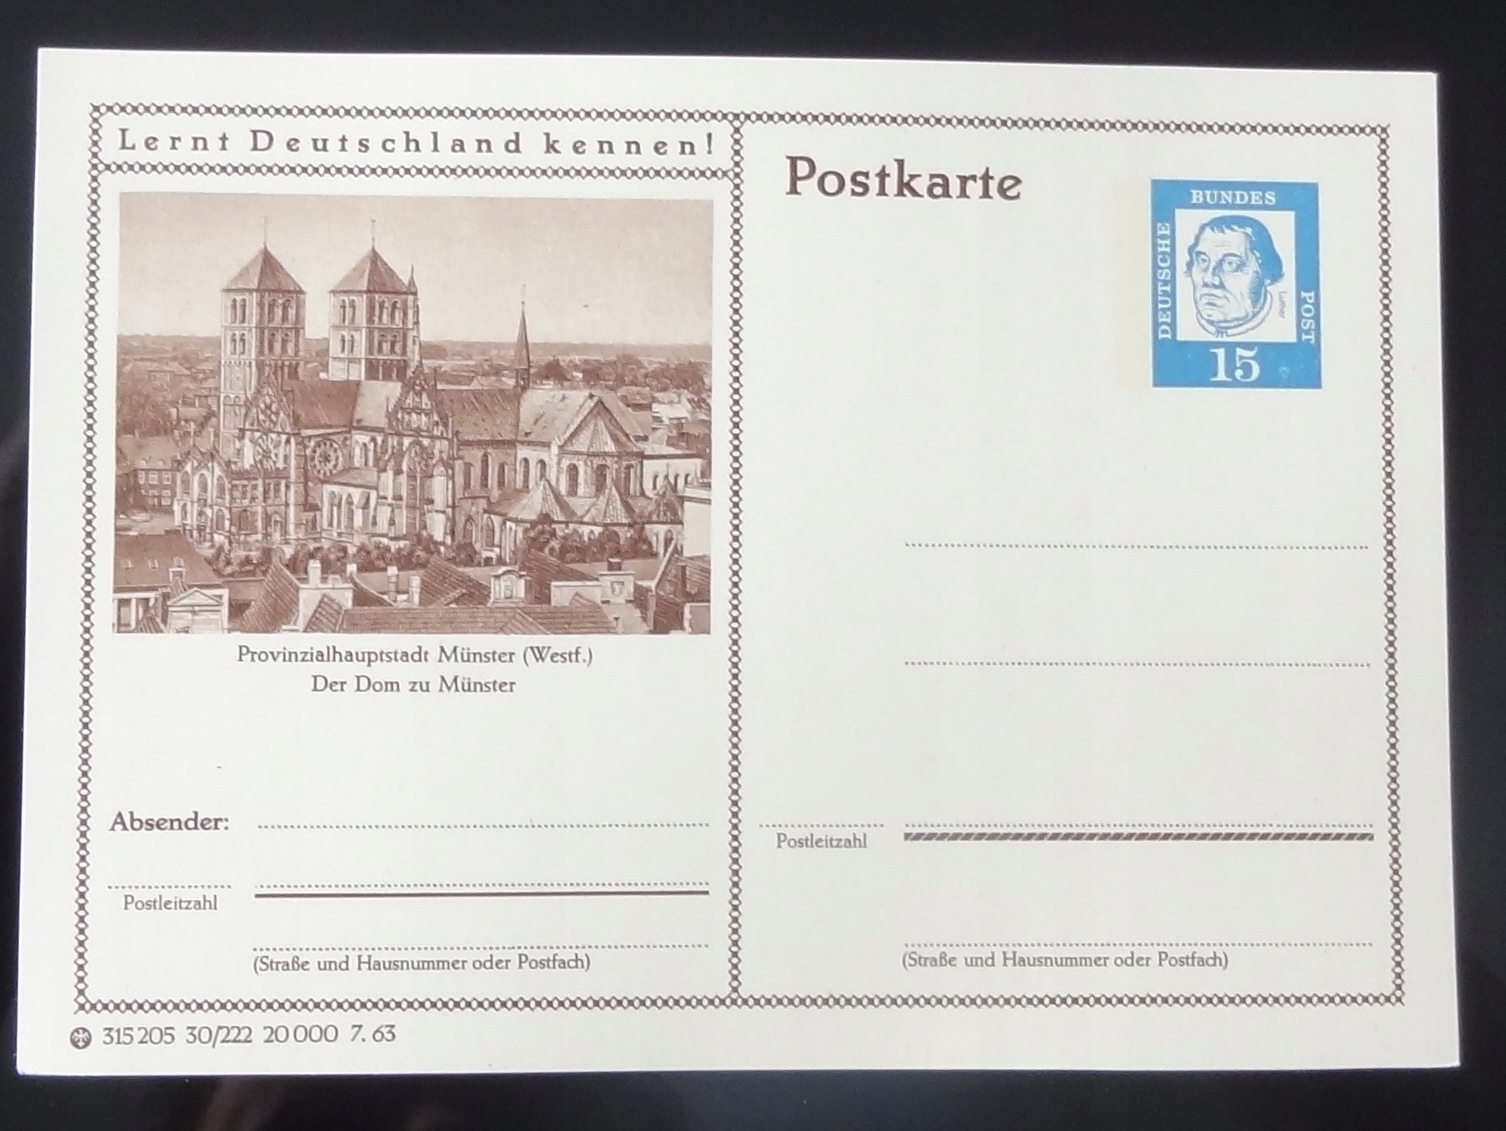 Lernt Deutschland kennen!
Provinzialhauptstadt Münster (Westf.)
Der Dom zu Münster
Absender:
Postleitzahl
(Straße und Hausnummer oder Postfach)
315205 30/222 20000 7. 63
Postkarte
DEUTSCHE
BUNDES
POST
Luther
15
Postleitzahl
(Straße und Hausnummer oder Postfach)